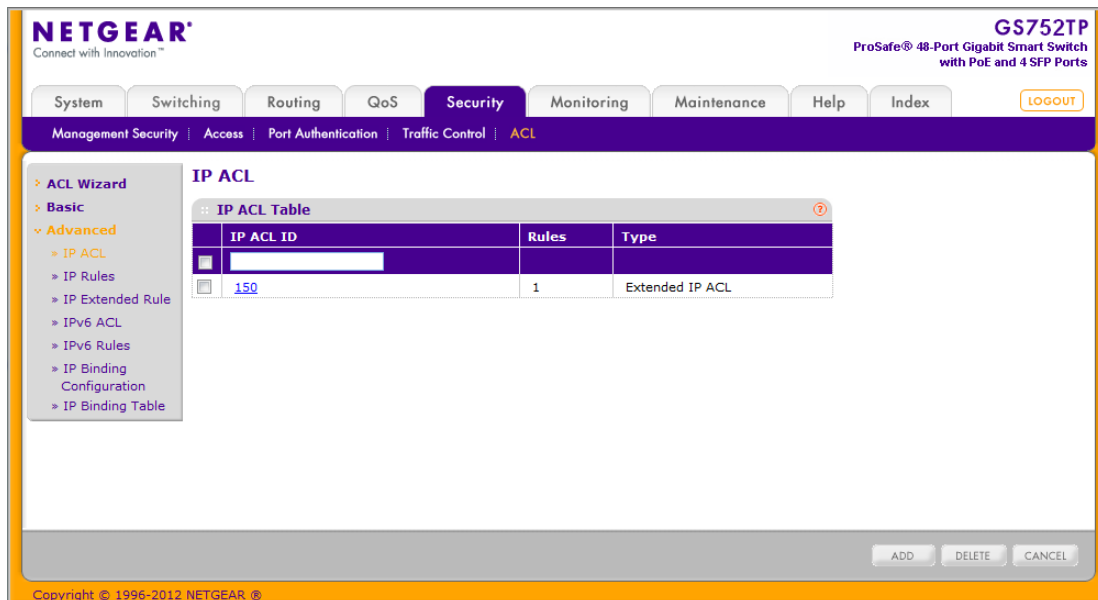 NETGEAR®
Connect with Innovation™
GS752TP
ProSafe® 48-Port Gigabit Smart Switch
with PoE and 4 SFP Ports
System Switching Routing QoS Security Monitoring Maintenance Help Index LOGOUT
Management Security Access Port Authentication Traffic Control ACL
ACL Wizard
Basic
Advanced
» IP ACL
» IP Rules
» IP Extended Rule
» IPv6 ACL
» IPv6 Rules
» IP Binding
Configuration
» IP Binding Table
IP ACL
IP ACL Table ?
IP ACL ID Rules Type
150 1 Extended IP ACL
ADD DELETE CANCEL
Copyright © 1996-2012 NETGEAR ®